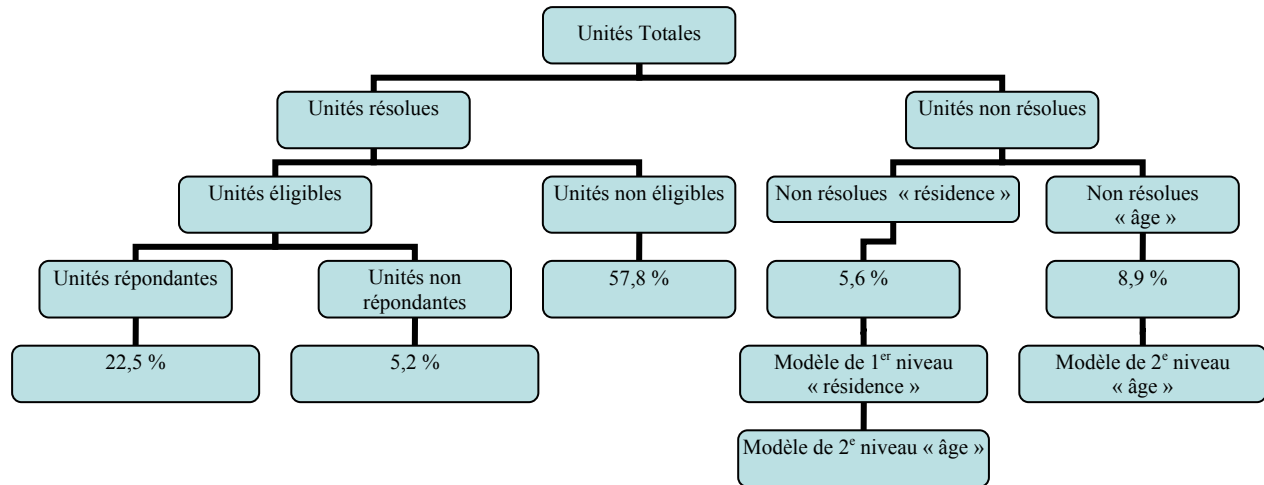 Unités Totales
Unités résolues
Unités non résolues
Unités éligibles
Unités non éligibles
Non résolues « résidence »
Non résolues
« âge »
Unités répondantes
Unités non
répondantes
57,8 %
5,6 %
8,9 %
22,5 %
5,2 %
Modèle de 1er niveau
« résidence »
Modèle de 2e niveau
« âge »
Modèle de 2e niveau « âge »